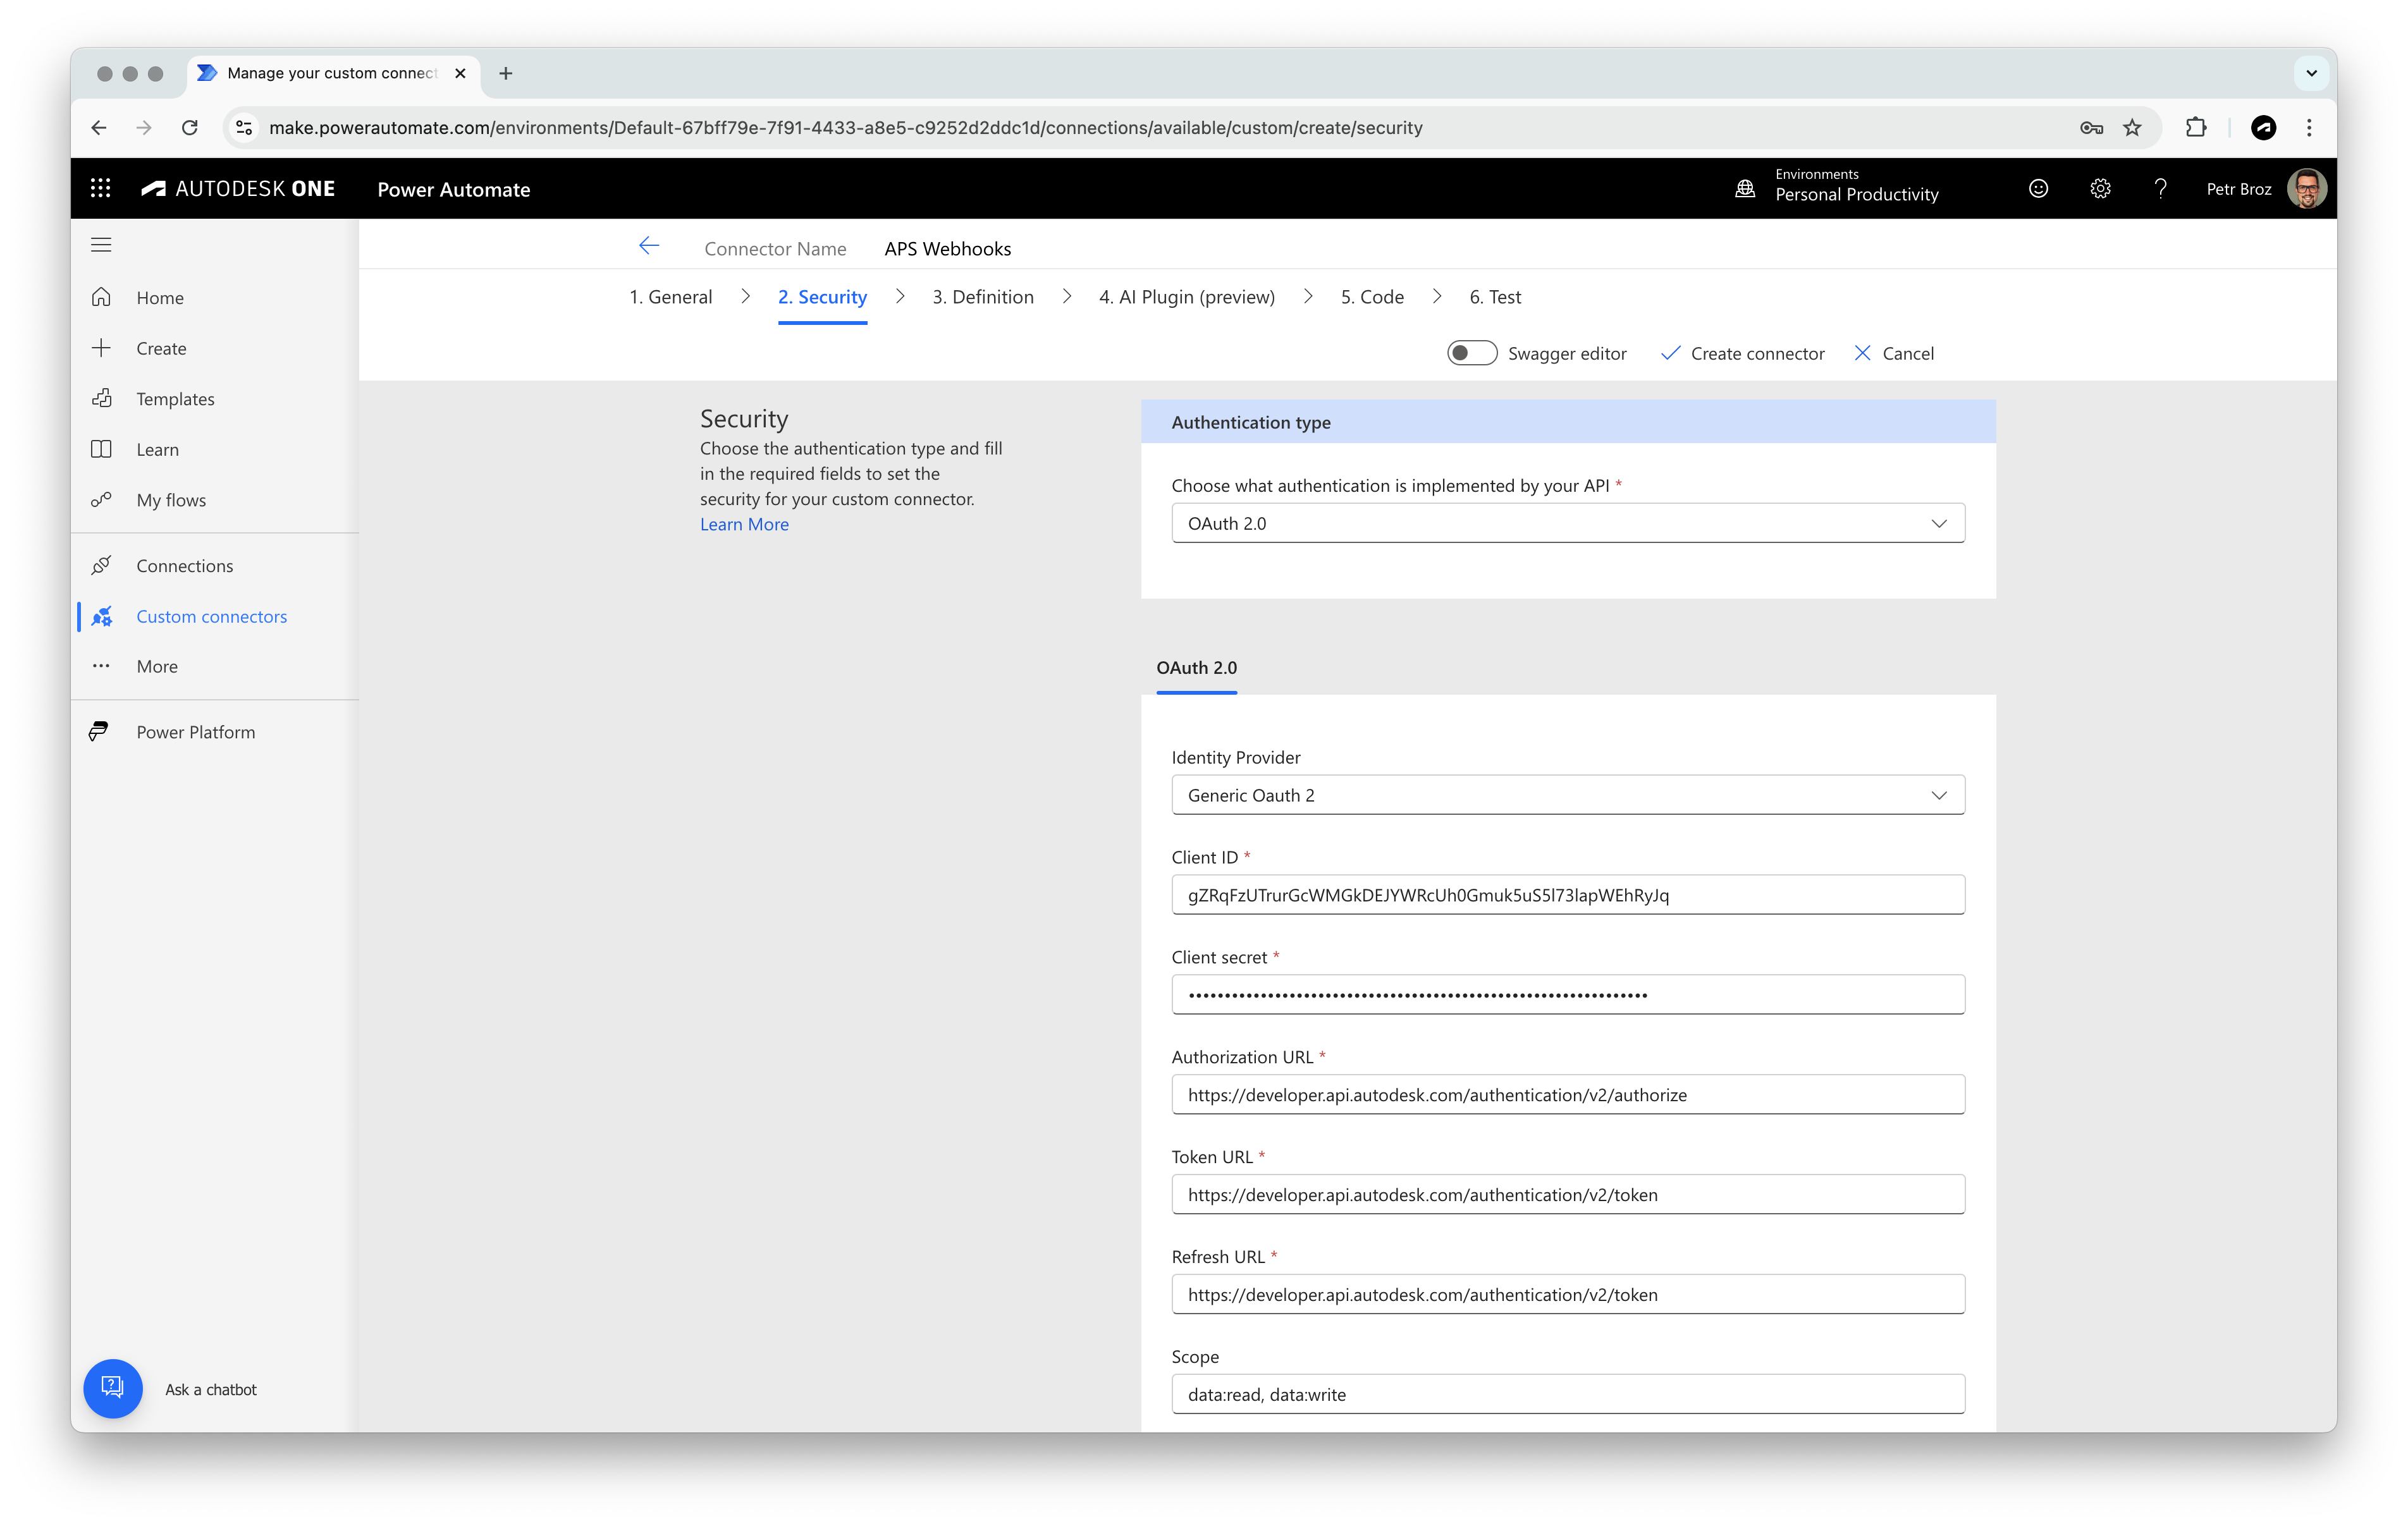 Manage your custom connect
make.powerautomate.com/environments/Default-67bff79e-7f91-4433-a8e5-c9252d2ddc1d/connections/available/custom/create/security
AUTODESK ONE
Power Automate
Environments
Personal Productivity
Petr Broz
Home
Create
Templates
Learn
My flows
Connections
Custom connectors
More
Power Platform
Ask a chatbot
Connector Name APS Webhooks
1. General
2. Security
3. Definition
4. AI Plugin (preview)
5. Code
6. Test
Swagger editor
Create connector
Cancel
Security
Choose the authentication type and fill
in the required fields to set the
security for your custom connector.
Learn More
Authentication type
Choose what authentication is implemented by your API *
OAuth 2.0
OAuth 2.0
Identity Provider
Generic Oauth 2
Client ID *
gZRqFzUTrurGcWMGkDEJYWRcUh0Gmuk5uS5l73lapWEhRyJq
Client secret *
Authorization URL *
https://developer.api.autodesk.com/authentication/v2/authorize
Token URL *
https://developer.api.autodesk.com/authentication/v2/token
Refresh URL *
https://developer.api.autodesk.com/authentication/v2/token
Scope
data:read, data:write